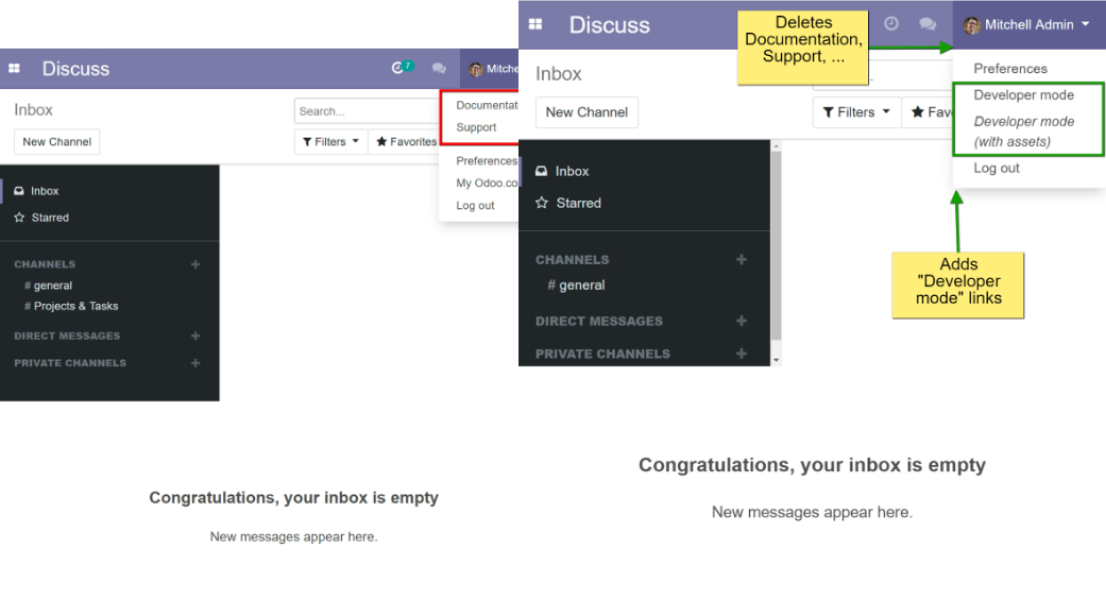 Discuss
7
Mitche
Inbox
Search...
New Channel
Filters
Favorites
Documentat
Support
Preferences
My Odoo.co
Log out
Inbox
Starred
CHANNELS
# general
# Projects & Tasks
DIRECT MESSAGES
PRIVATE CHANNELS
Congratulations, your inbox is empty
New messages appear here.
Discuss
Deletes
Documentation,
Support, ...
Mitchell Admin
Inbox
New Channel
Filters
Fav
Preferences
Developer mode
Developer mode
(with assets)
Log out
Inbox
Starred
CHANNELS
# general
DIRECT MESSAGES
PRIVATE CHANNELS
Adds
"Developer
mode" links
Congratulations, your inbox is empty
New messages appear here.